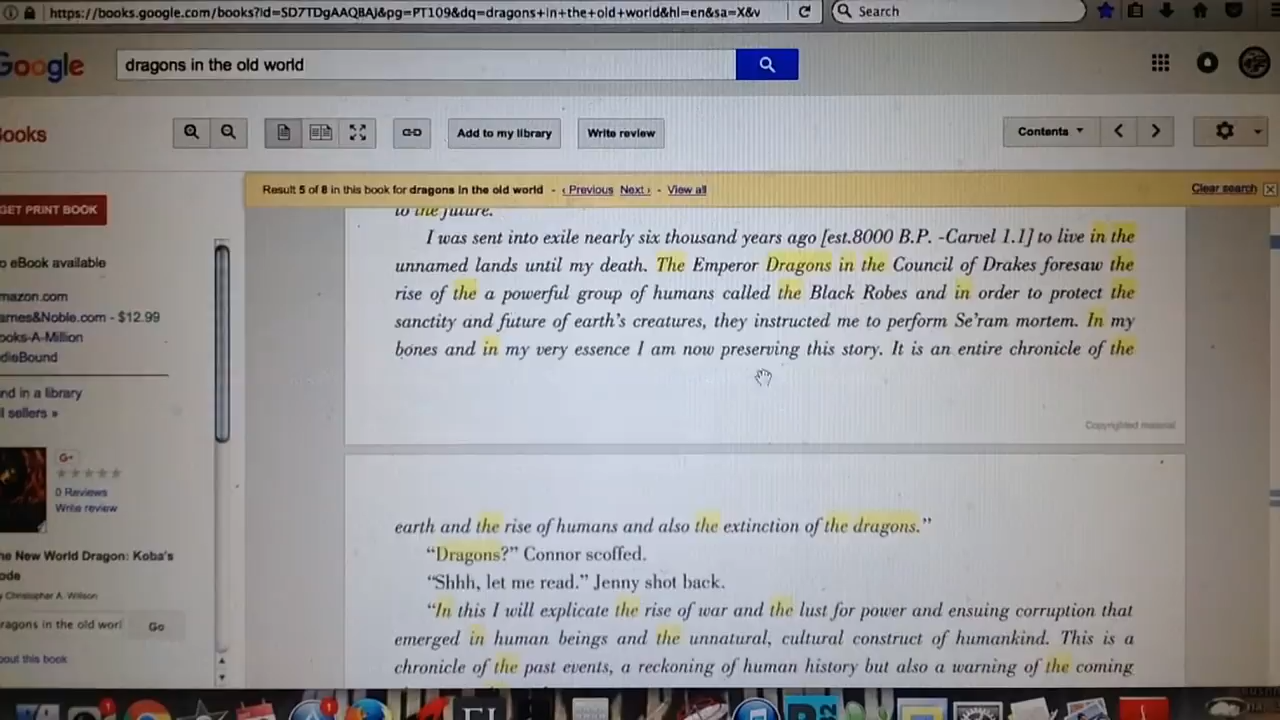 https://books.google.com/books?id=SD7TDgAAQBAJ&pg=PT109&dq=dragons+in+the+old+world&hl=en&sa=X&v
Search
Google
dragons in the old world
Books
Add to my library
Write review
Contents
GET PRINT BOOK
Result 5 of 8 in this book for dragons in the old world - ‹ Previous Next › - View all
Clear search
to the future.
I was sent into exile nearly six thousand years ago [est.8000 B.P. -Carvel 1.1] to live in the
unnamed lands until my death. The Emperor Dragons in the Council of Drakes foresaw the
rise of the a powerful group of humans called the Black Robes and in order to protect the
sanctity and future of earth's creatures, they instructed me to perform Se'ram mortem. In my
bones and in my very essence I am now preserving this story. It is an entire chronicle of the
Copyrighted material
earth and the rise of humans and also the extinction of the dragons."
"Dragons?" Connor scoffed.
"Shhh, let me read." Jenny shot back.
"In this I will explicate the rise of war and the lust for power and ensuing corruption that
emerged in human beings and the unnatural, cultural construct of humankind. This is a
chronicle of the past events, a reckoning of human history but also a warning of the coming
o eBook available
mazon.com
ames&Noble.com - $12.99
ooks-A-Million
dieBound
nd in a library
l sellers »
G+
0 Reviews
Write review
he New World Dragon: Koba's
ode
y Christopher A. Wilson
ragons in the old worl
Go
bout this book